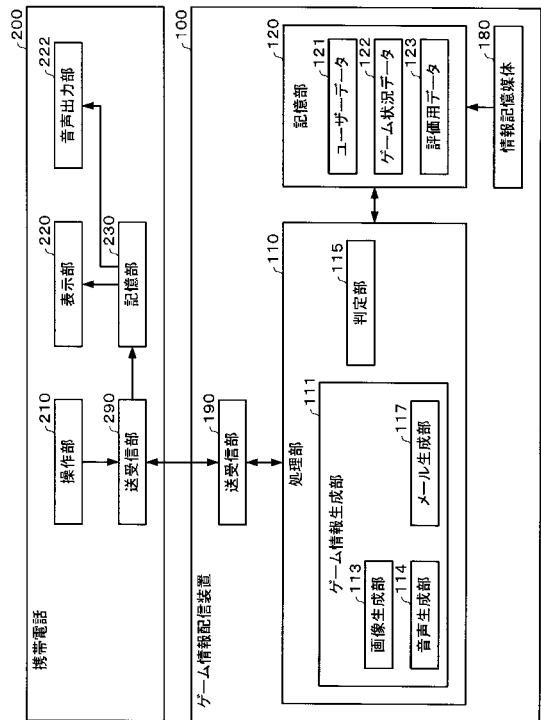 携帯電話
200
操作部
210
表示部
220
音声出力部
222
送受信部
290
記憶部
230
ゲーム情報配信装置
100
送受信部
190
処理部
110
ゲーム情報生成部
111
画像生成部
113
音声生成部
114
メール生成部
117
判定部
115
記憶部
120
ユーザーデータ
121
ゲーム状況データ
122
評価用データ
123
情報記憶媒体
180